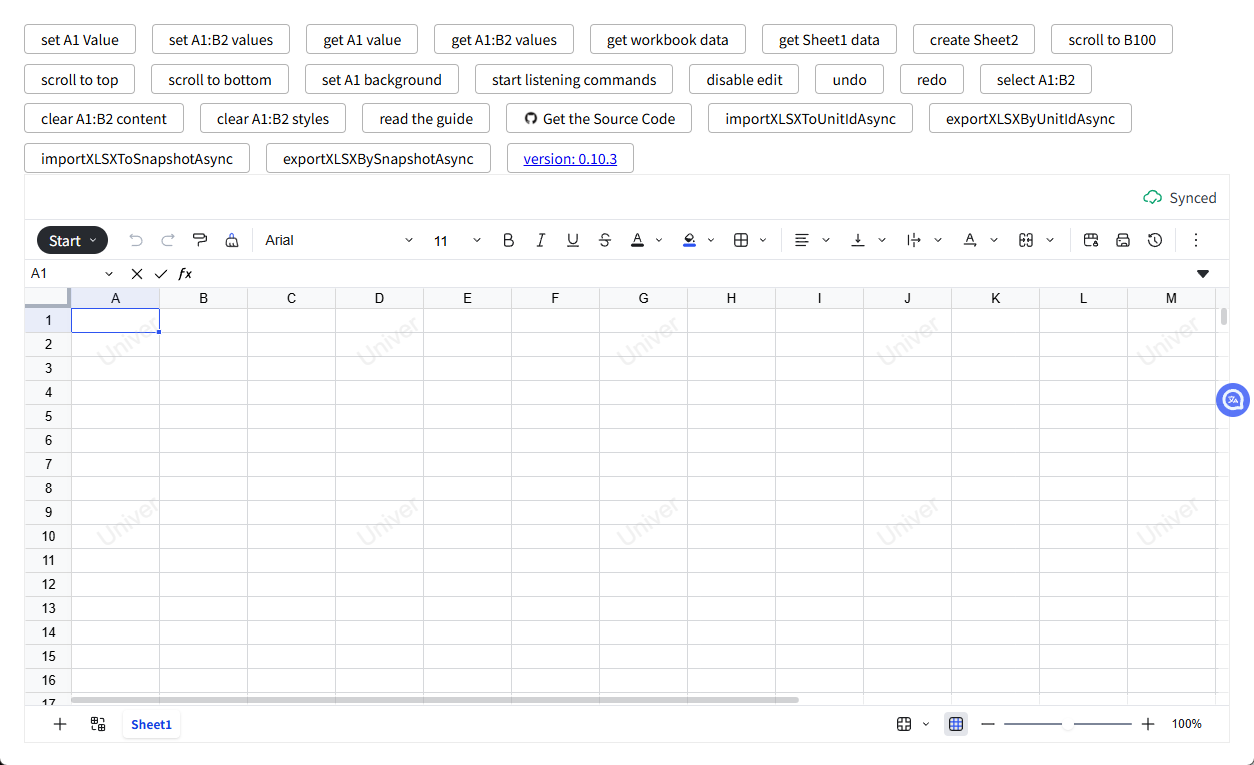 set A1 Value set A1:B2 values get A1 value get A1:B2 values get workbook data get Sheet1 data create Sheet2 scroll to B100
scroll to top scroll to bottom set A1 background start listening commands disable edit undo redo select A1:B2
clear A1:B2 content clear A1:B2 styles read the guide Get the Source Code importXLSXToUnitIdAsync exportXLSXByUnitIdAsync
importXLSXToSnapshotAsync exportXLSXBySnapshotAsync version: 0.10.3
Synced
Start Arial 11
A1 fx
A B C D E F G H I J K L M
1
Univer Univer Univer Univer Univer
2
3
4
5
6
7
8
9
Univer Univer Univer Univer Univer
10
11
12
13
14
15
16
17
Sheet1 100%